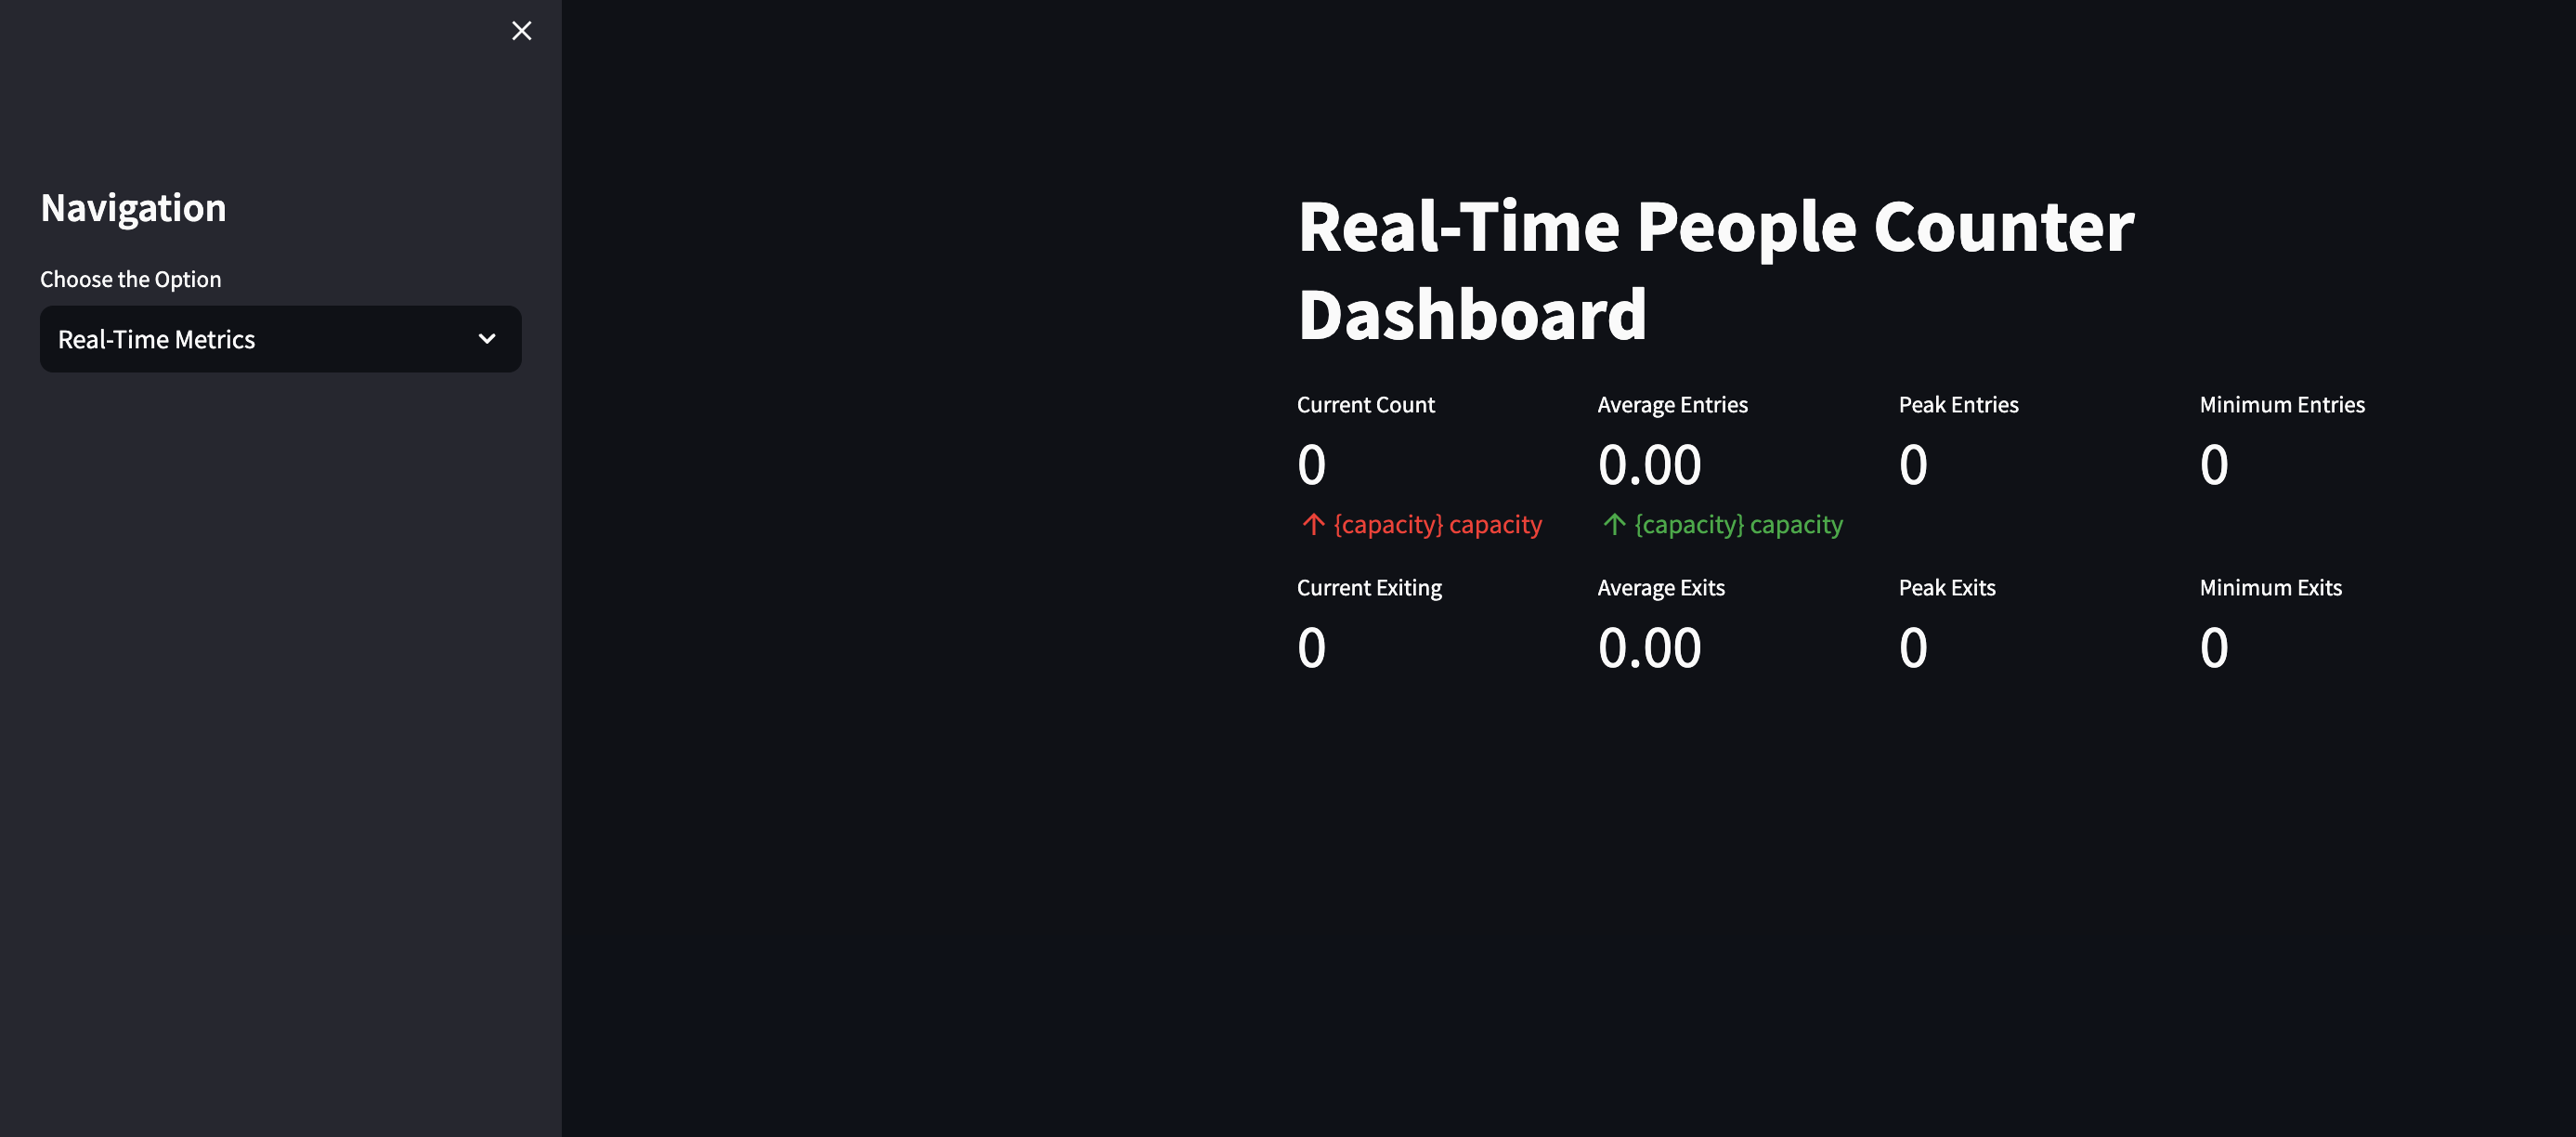 Navigation
Choose the Option
Real-Time Metrics
Real-Time People Counter
Dashboard
Current Count
Average Entries
Peak Entries
Minimum Entries
0
0.00
0
0
↑ {capacity} capacity
↑ {capacity} capacity
Current Exiting
Average Exits
Peak Exits
Minimum Exits
0
0.00
0
0